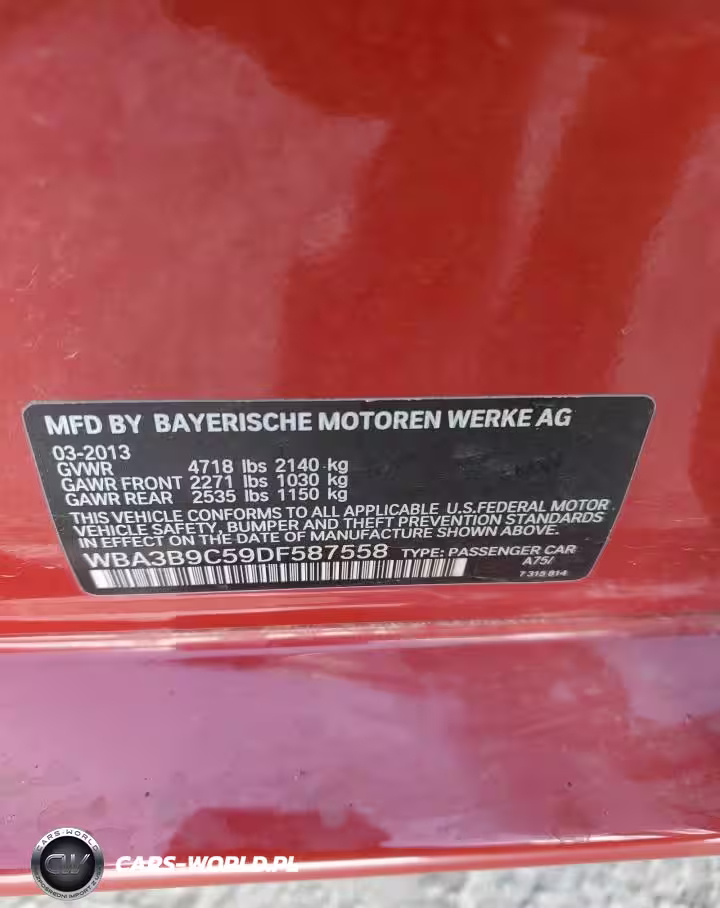 MFD BY BAYERISCHE MOTOREN WERKE AG
03-2013
GVWR 4718 lbs 2140 kg
GAWR FRONT 2271 lbs 1030 kg
GAWR REAR 2535 lbs 1150 kg
THIS VEHICLE CONFORMS TO ALL APPLICABLE U.S.FEDERAL MOTOR
VEHICLE SAFETY, BUMPER AND THEFT PREVENTION STANDARDS
IN EFFECT ON THE DATE OF MANUFACTURE SHOWN ABOVE.
WBA3B9C59DF587558 TYPE: PASSENGER CAR
A75/
7 315 814
CARS-WORLD
CW
CARS-WORLD.PL